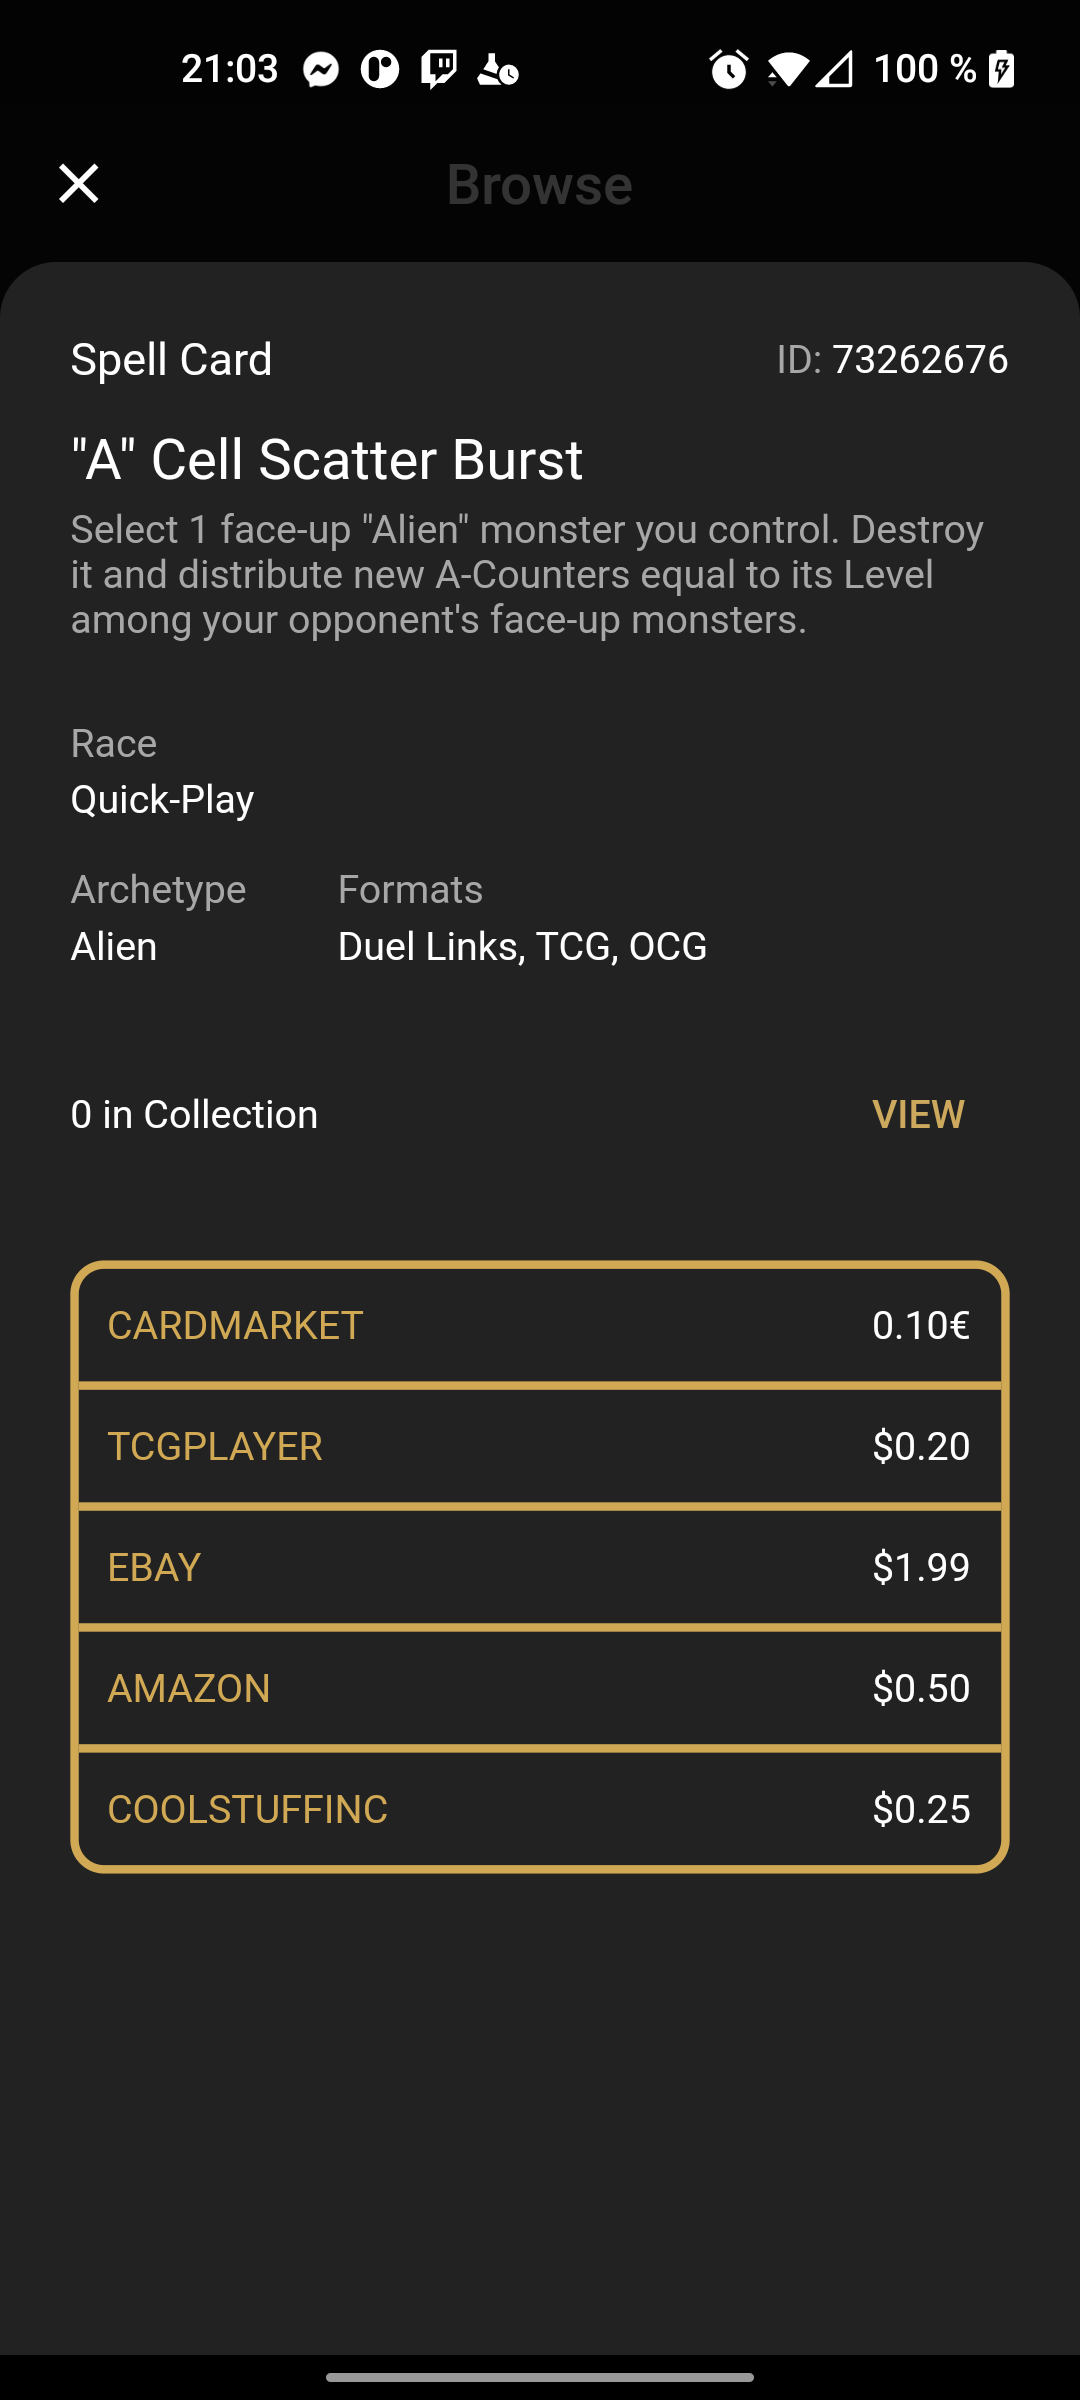 21:03
100 %
Browse
Spell Card
ID: 73262676
"A" Cell Scatter Burst
Select 1 face-up "Alien" monster you control. Destroy
it and distribute new A-Counters equal to its Level
among your opponent's face-up monsters.
Race
Quick-Play
Archetype
Formats
Alien
Duel Links, TCG, OCG
0 in Collection
VIEW
CARDMARKET
0.10€
TCGPLAYER
$0.20
EBAY
$1.99
AMAZON
$0.50
COOLSTUFFINC
$0.25